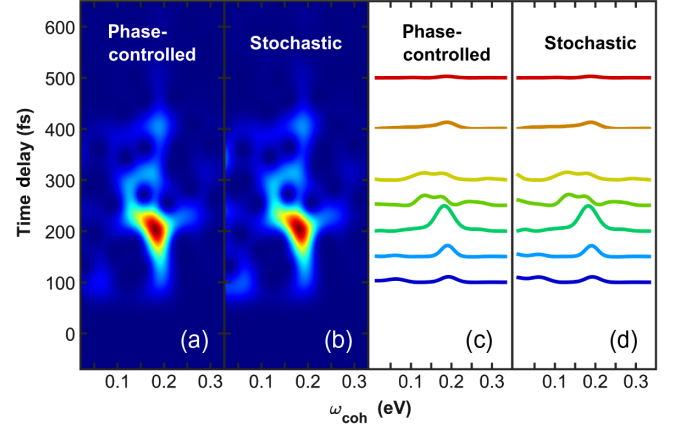 Phase-
controlled
Stochastic
Phase-
controlled
Stochastic
600
500
400
300
200
100
0
Time delay (fs)
(a)
(b)
(c)
(d)
0.1 0.2 0.3
0.1 0.2 0.3
0.1 0.2 0.3
0.1 0.2 0.3
ω_coh (eV)